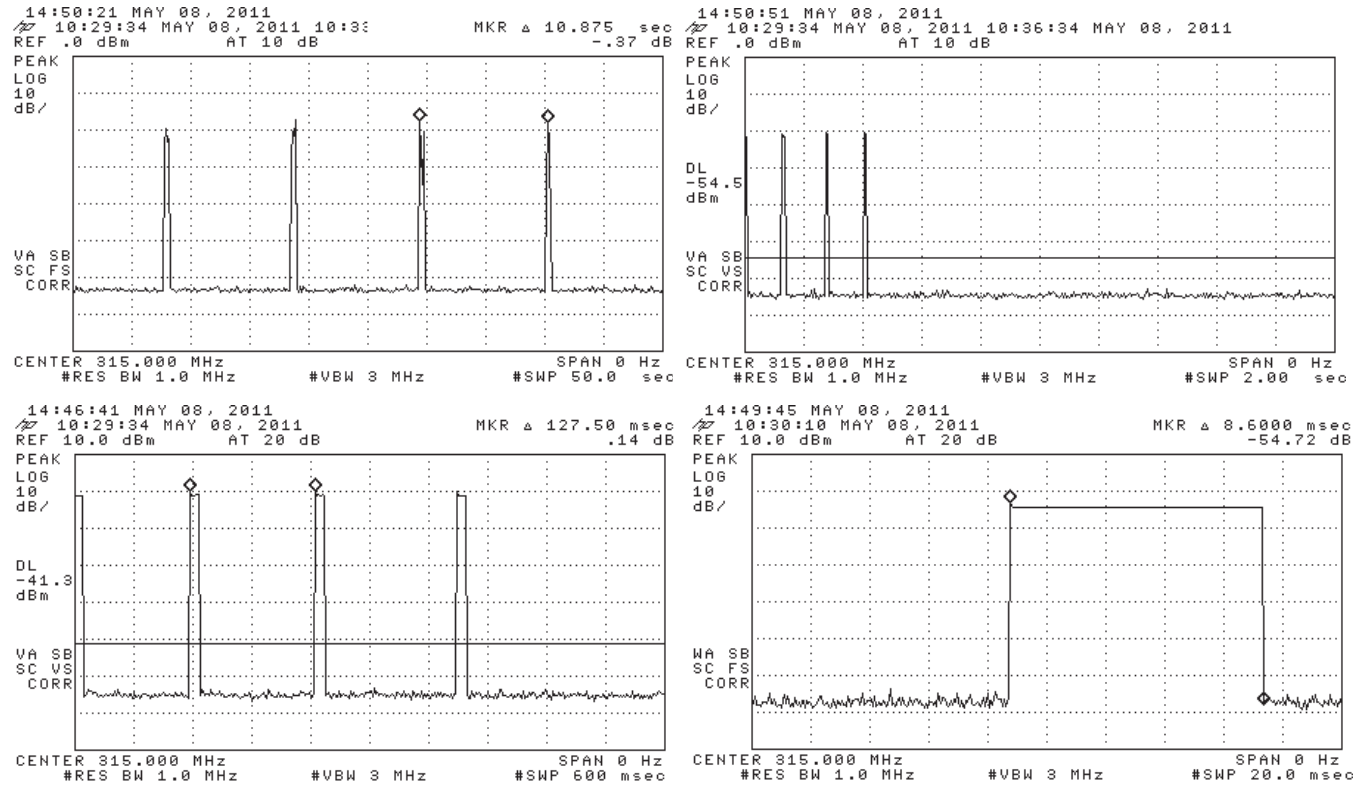 14:50:21 MAY 08, 2011
hp 10:29:34 MAY 08, 2011 10:33
MKR Δ 10.875 sec
REF .0 dBm AT 10 dB -.37 dB
PEAK
LOG
10
dB/
VA SB
SC FS
CORR
CENTER 315.000 MHz SPAN 0 Hz
#RES BW 1.0 MHz #VBW 3 MHz #SWP 50.0 sec
14:50:51 MAY 08, 2011
10:29:34 MAY 08, 2011 10:36:34 MAY 08, 2011
REF .0 dBm AT 10 dB
PEAK
LOG
10
dB/
DL
-54.5
dBm
VA SB
SC VS
CORR
CENTER 315.000 MHz SPAN 0 Hz
#RES BW 1.0 MHz #VBW 3 MHz #SWP 2.00 sec
14:46:41 MAY 08, 2011
hp 10:29:34 MAY 08, 2011 MKR Δ 127.50 msec
REF 10.0 dBm AT 20 dB .14 dB
PEAK
LOG
10
dB/
DL
-41.3
dBm
VA SB
SC VS
CORR
CENTER 315.000 MHz SPAN 0 Hz
#RES BW 1.0 MHz #VBW 3 MHz #SWP 600 msec
14:49:45 MAY 08, 2011
hp 10:30:10 MAY 08, 2011 MKR Δ 8.6000 msec
REF 10.0 dBm AT 20 dB -54.72 dB
PEAK
LOG
10
dB/
WA SB
SC FS
CORR
CENTER 315.000 MHz SPAN 0 Hz
#RES BW 1.0 MHz #VBW 3 MHz #SWP 20.0 msec